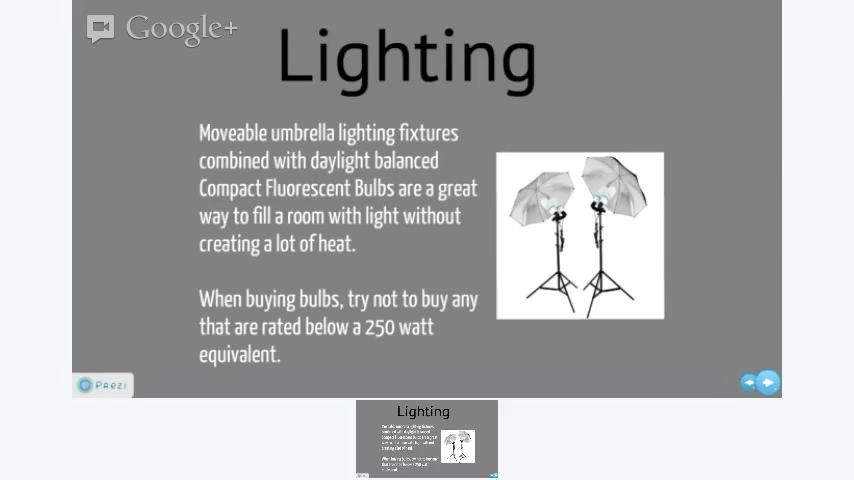 Google+
Lighting
Moveable umbrella lighting fixtures
combined with daylight balanced
Compact Fluorescent Bulbs are a great
way to fill a room with light without
creating a lot of heat.
When buying bulbs, try not to buy any
that are rated below a 250 watt
equivalent.
PREZI
Lighting